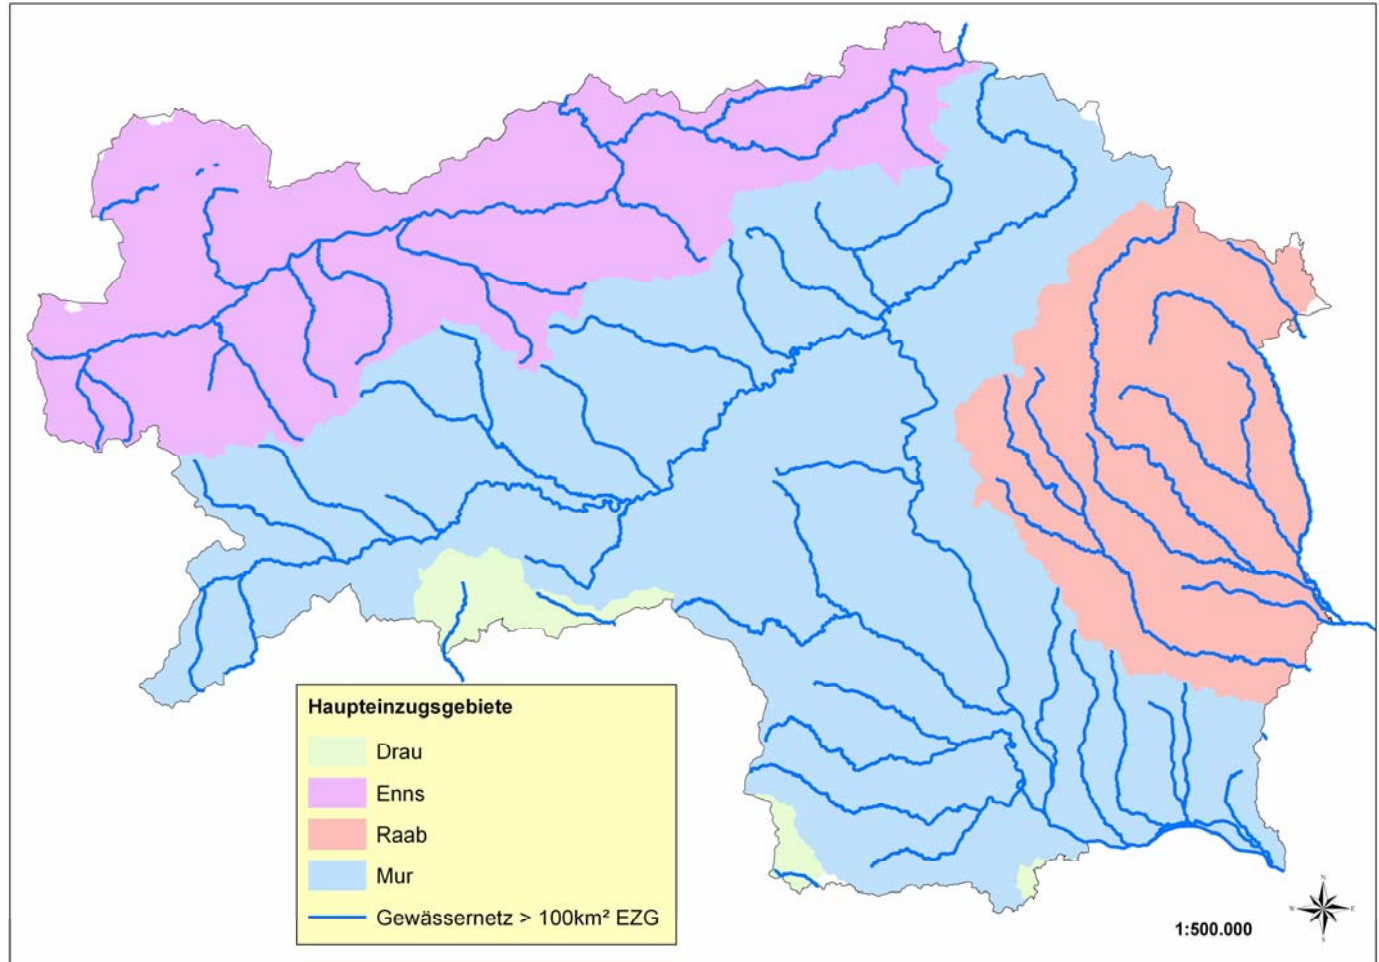 Haupteinzugsgebiete
Drau
Enns
Raab
Mur
Gewässernetz > 100km² EZG
1:500.000
N
W
E
S